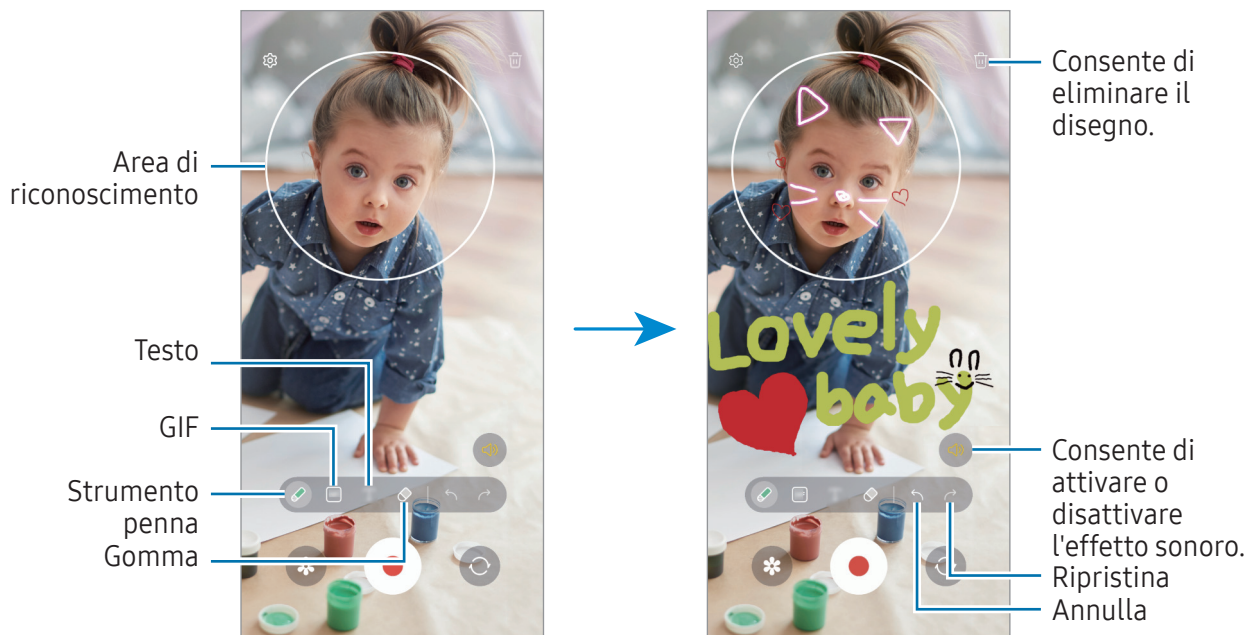 Area di
riconoscimento
Testo
GIF
Strumento
penna
Gomma
Lovely
baby
Consente di
eliminare il
disegno.
Consente di
attivare o
disattivare
l'effetto sonoro.
Ripristina
Annulla